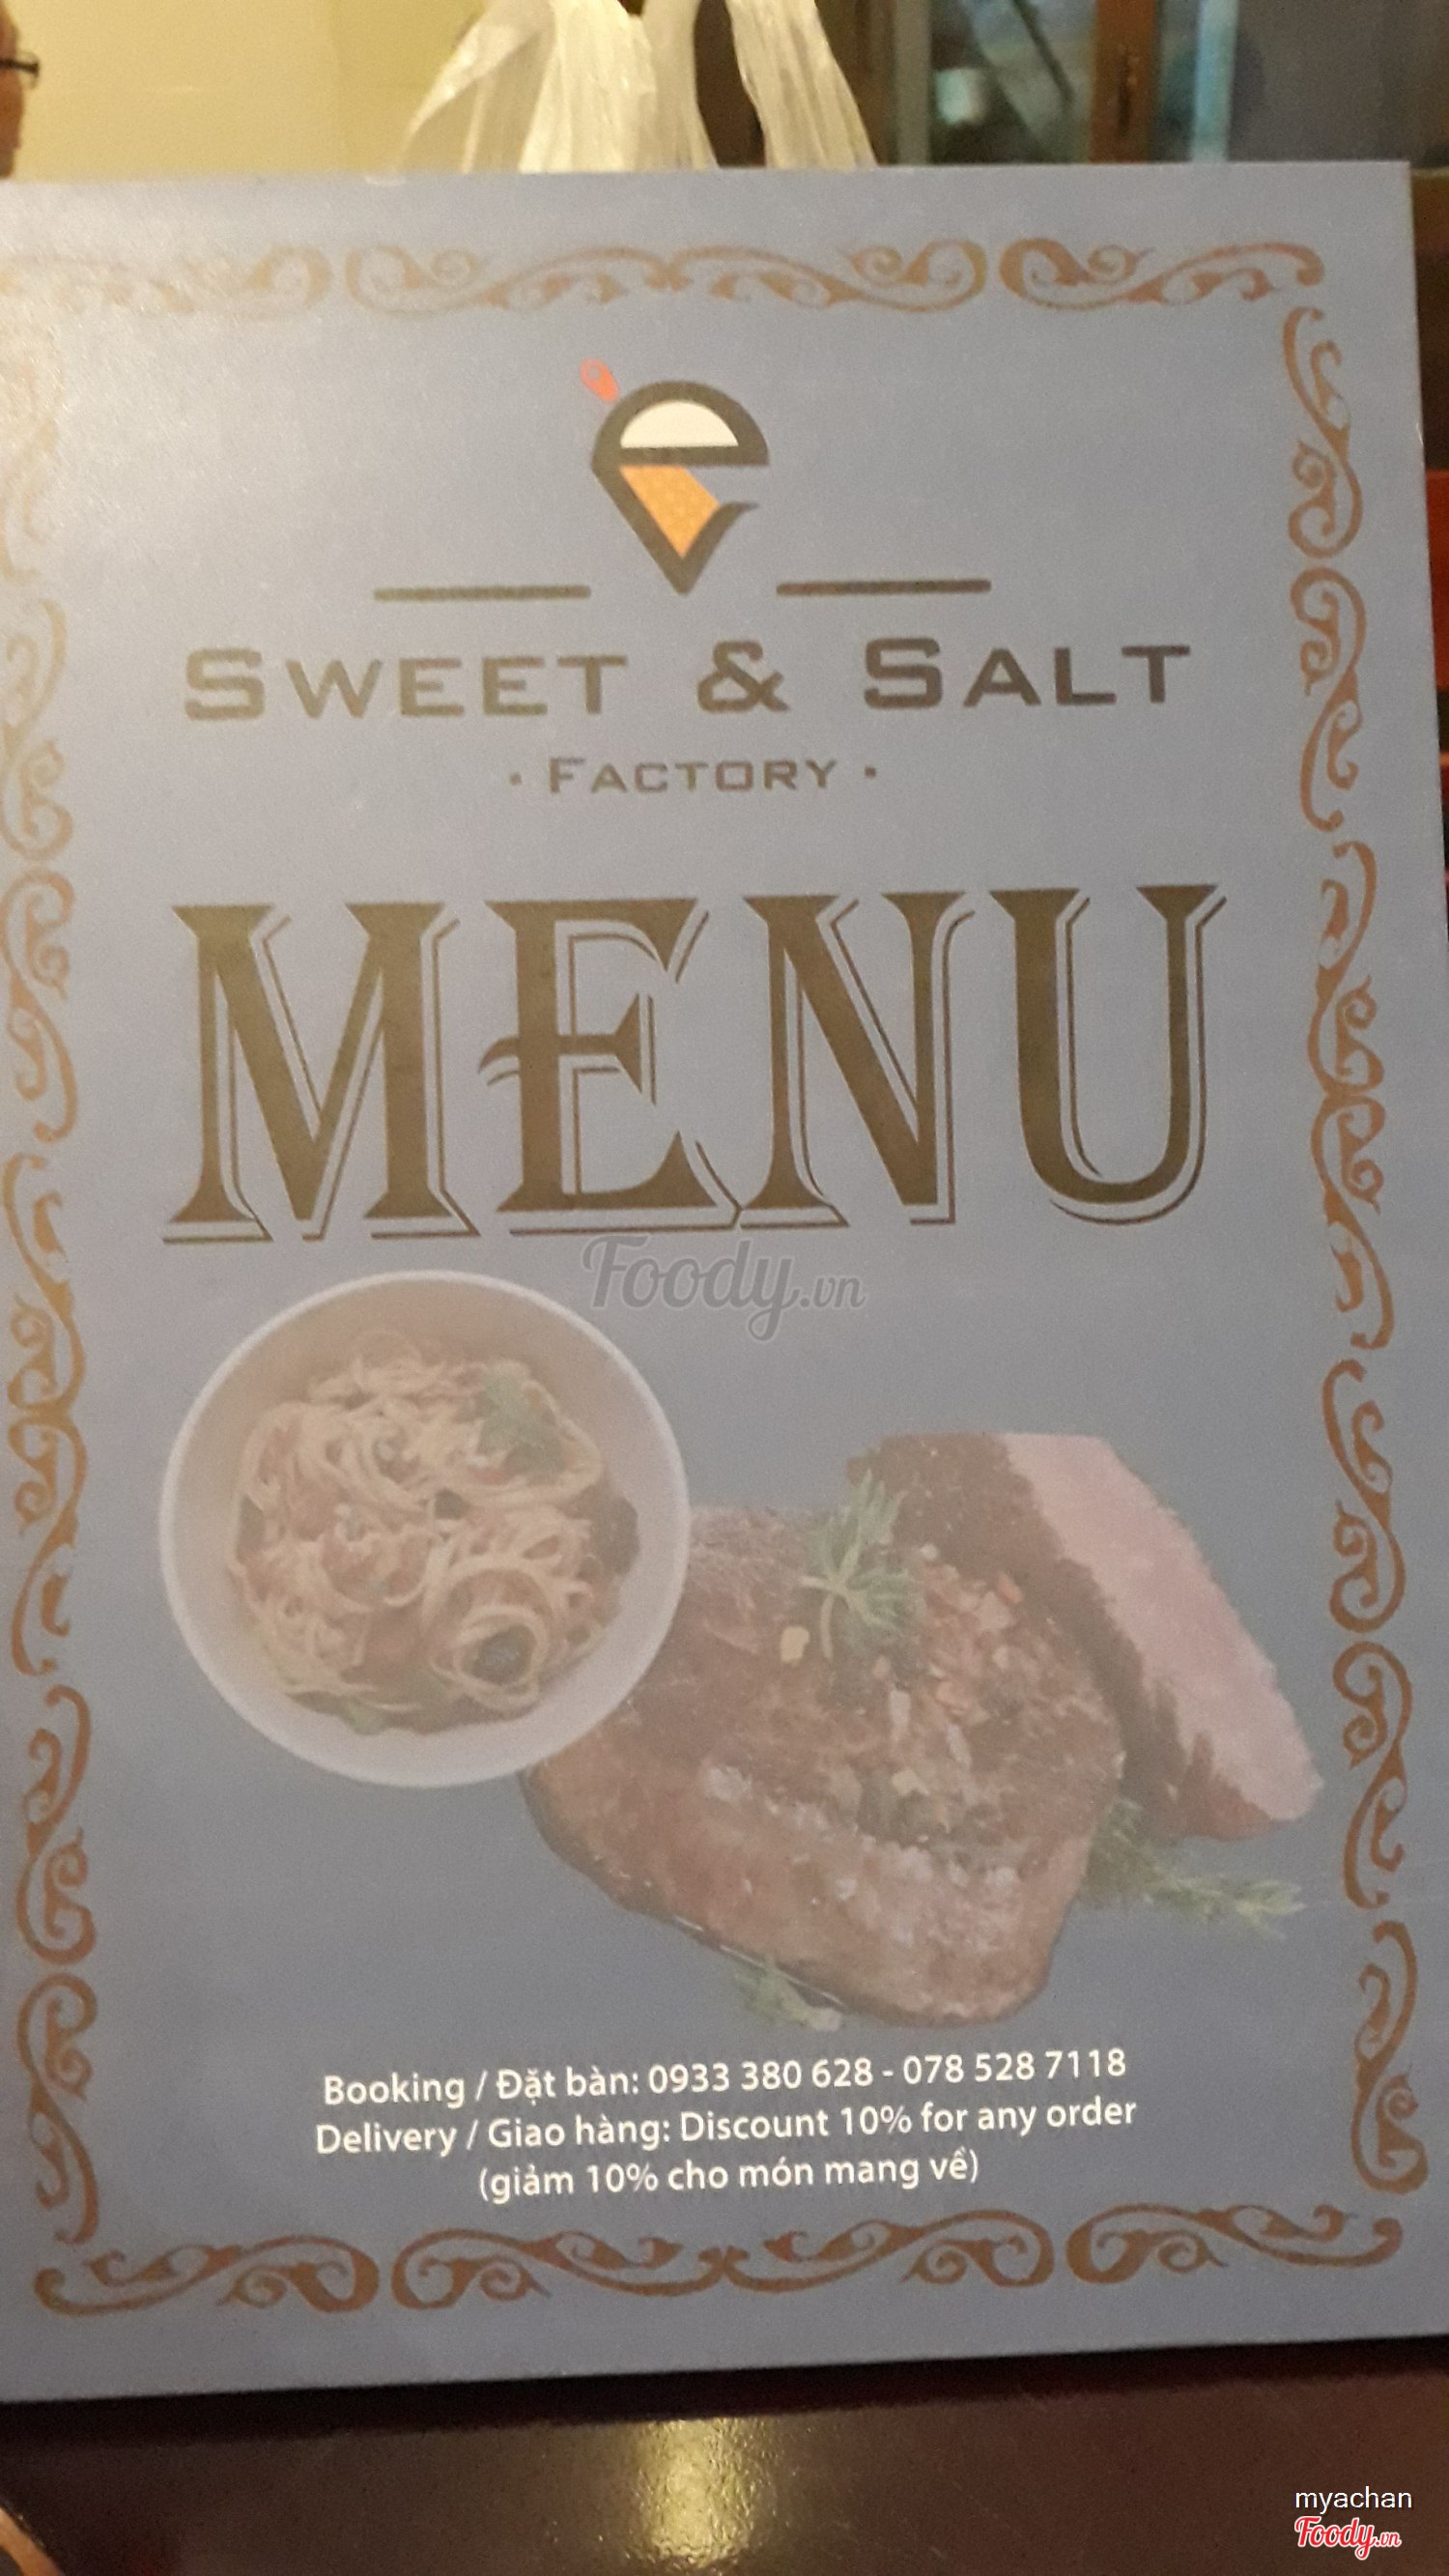 SWEET & SALT
· FACTORY ·
MENU
Foody.vn
Booking / Đặt bàn: 0933 380 628 - 078 528 7118
Delivery / Giao hàng: Discount 10% for any order
(giảm 10% cho món mang về)
myachan
Foody.vn